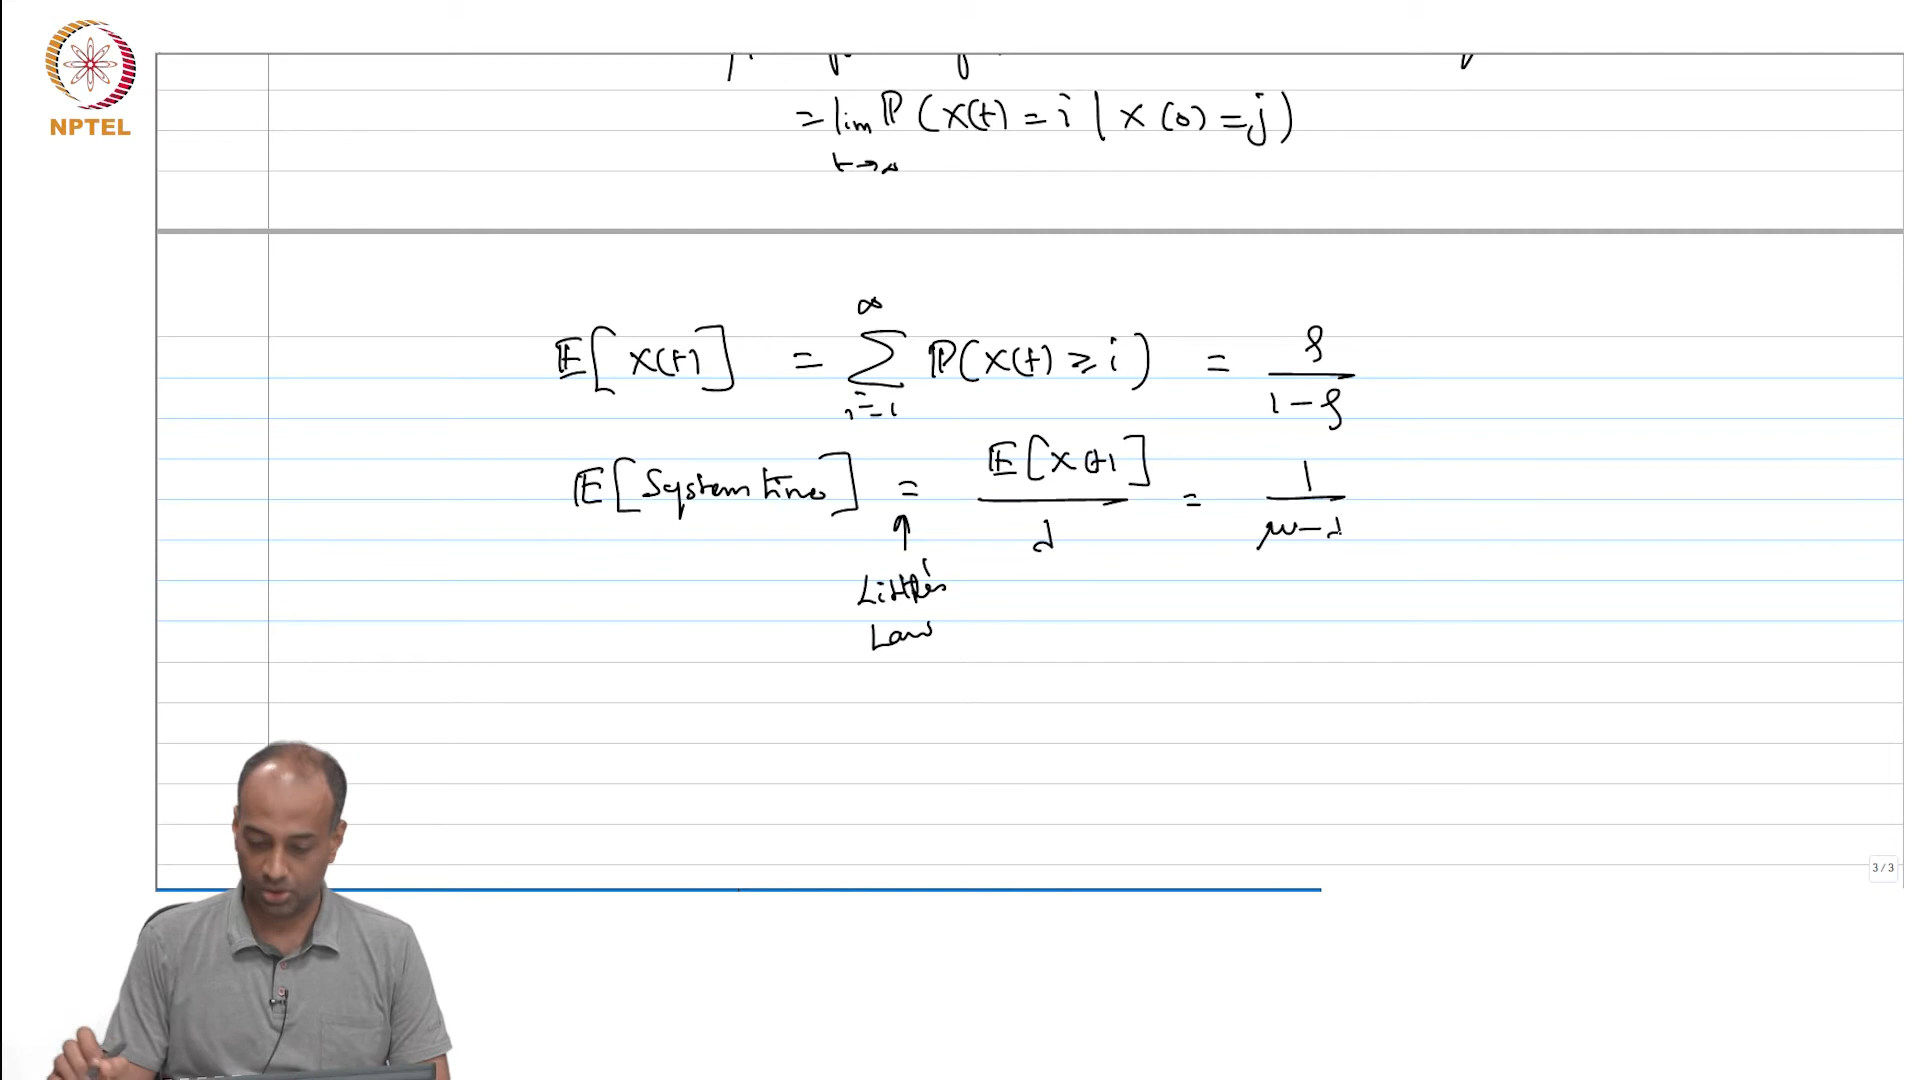 NPTEL
= lim P(X(t) = i | X(0) = j)
t→∞
∞
E[X(t)] = Σ P(X(t) ≥ i) = ρ / 1-ρ
i=1
E[System time] = E[X(t)] / λ = 1 / μ-λ
↑
Little's
Law
3 / 3